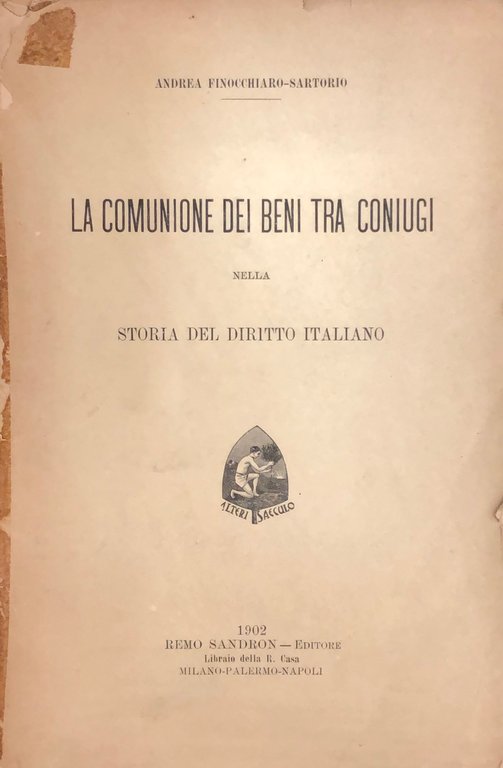 ANDREA FINOCCHIARO-SARTORIO
LA COMUNIONE DEI BENI TRA CONIUGI
NELLA
STORIA DEL DIRITTO ITALIANO
ALTERI SAECULO
1902
REMO SANDRON — EDITORE
Libraio della R. Casa
MILANO-PALERMO-NAPOLI